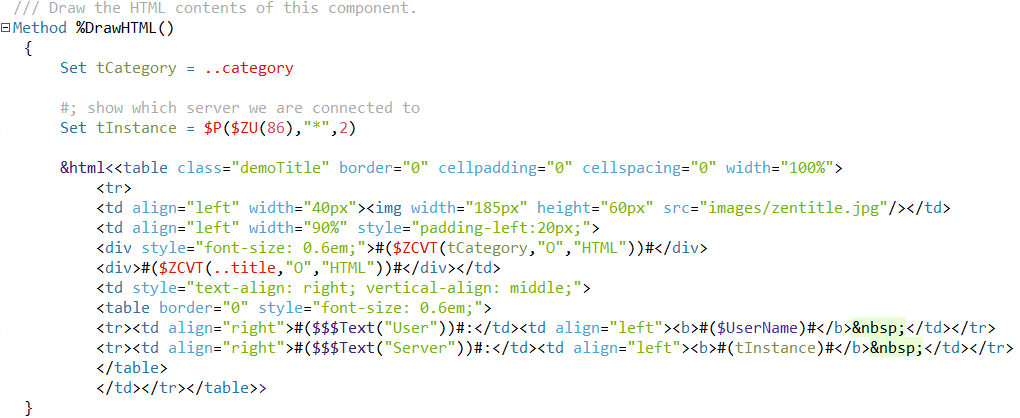 /// Draw the HTML contents of this component.
Method %DrawHTML()
{
Set tCategory = ..category
#; show which server we are connected to
Set tInstance = $P($ZU(86),"*",2)
&html<<table class="demoTitle" border="0" cellpadding="0" cellspacing="0" width="100%">
<tr>
<td align="left" width="40px"><img width="185px" height="60px" src="images/zentitle.jpg"/></td>
<td align="left" width="90%" style="padding-left:20px;">
<div style="font-size: 0.6em;">#($ZCVT(tCategory,"O","HTML"))#</div>
<div>#($ZCVT(..title,"O","HTML"))#</div></td>
<td style="text-align: right; vertical-align: middle;">
<table border="0" style="font-size: 0.6em;">
<tr><td align="right">#($$$Text("User"))#:</td><td align="left"><b>#($UserName)#</b>&nbsp;</td></tr>
<tr><td align="right">#($$$Text("Server"))#:</td><td align="left"><b>#(tInstance)#</b>&nbsp;</td></tr>
</table>
</td></tr></table>>
}